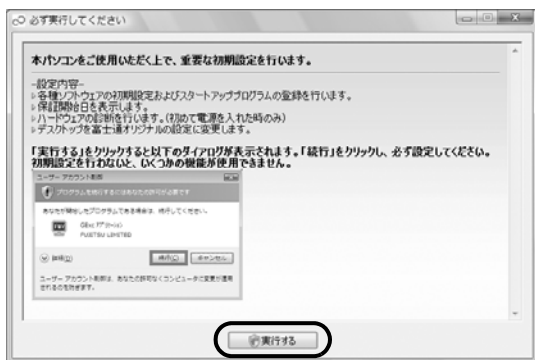 必ず実行してください
本パソコンをご使用いただく上で、重要な初期設定を行います。
-設定内容-
▷各種ソフトウェアの初期設定およびスタートアッププログラムの登録を行います。
▷保証開始日を表示します。
▷ハードウェアの診断を行います。(初めて電源を入れた時のみ)
▷デスクトップを富士通オリジナルの設定に変更します。
「実行する」をクリックすると以下のダイアログが表示されます。「続行」をクリックし、必ず設定してください。
初期設定を行わないと、いくつかの機能が使用できません。
ユーザー アカウント制御
プログラムを続行するにはあなたの許可が必要です
あなたが開始したプログラムである場合は、続行してください。
FUJITSU LIMITED
詳細(D)
続行(C)
キャンセル
ユーザー アカウント制御は、あなたの許可なくコンピュータに変更が適用
されるのを防ぎます。
実行する